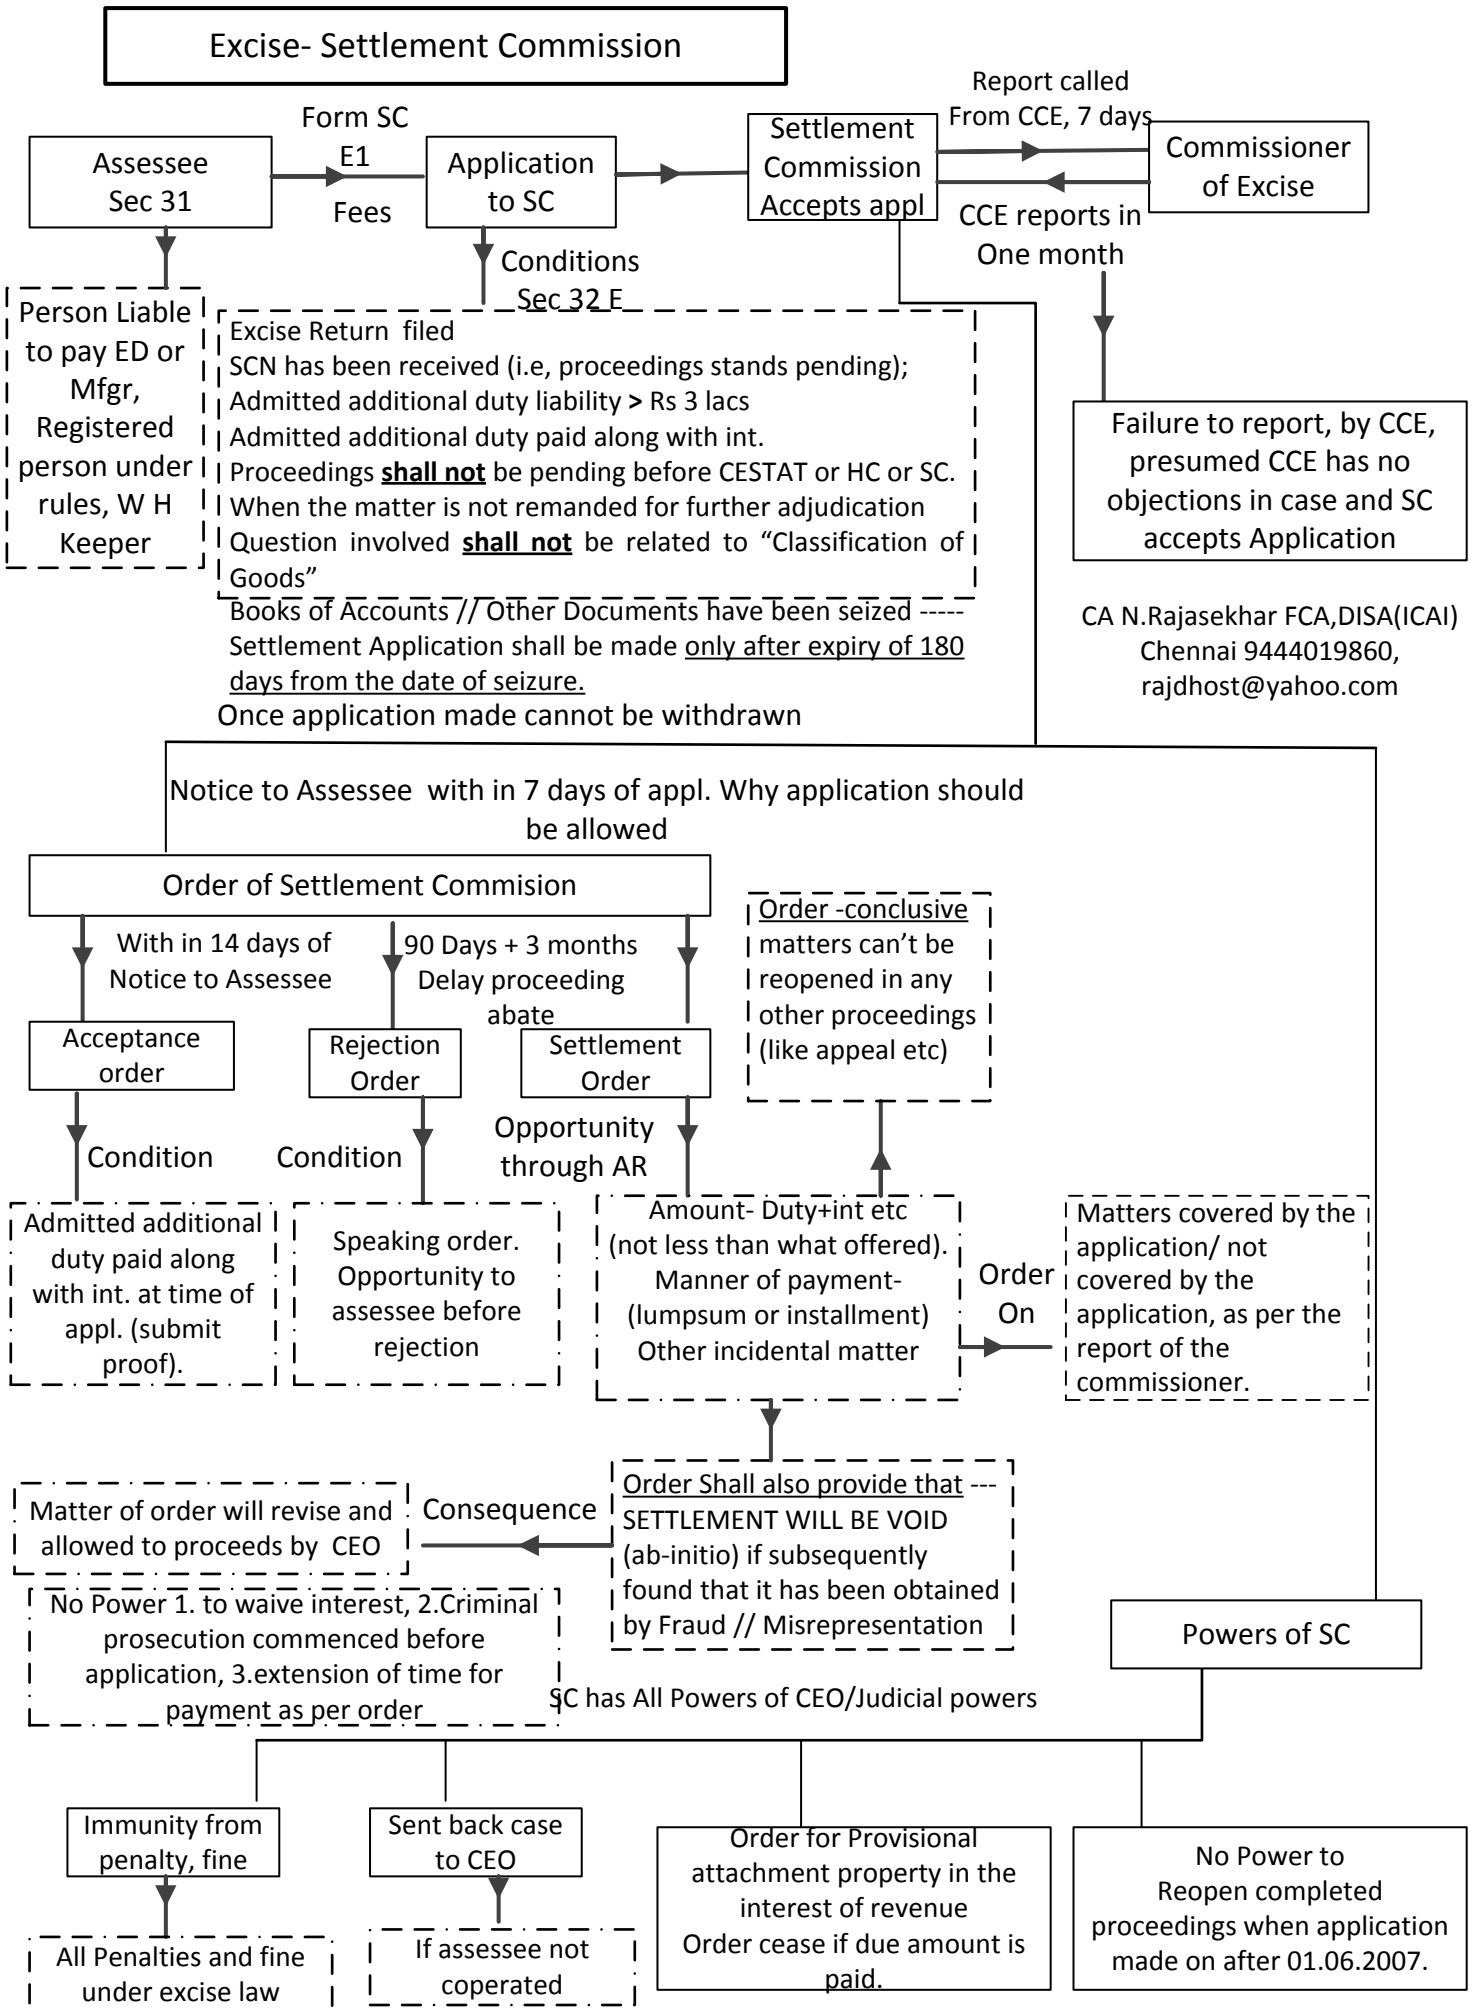 Excise- Settlement Commission
Assessee
Sec 31
Form SC
E1
Fees
Application
to SC
Settlement
Commission
Accepts appl
Report called
From CCE, 7 days
Commissioner
of Excise
CCE reports in
One month
Conditions
Sec 32 E
Person Liable
to pay ED or
Mfgr,
Registered
person under
rules, W H
Keeper
Excise Return filed
SCN has been received (i.e, proceedings stands pending);
Admitted additional duty liability > Rs 3 lacs
Admitted additional duty paid along with int.
Proceedings shall not be pending before CESTAT or HC or SC.
When the matter is not remanded for further adjudication
Question involved shall not be related to “Classification of
Goods”
Books of Accounts // Other Documents have been seized -----
Settlement Application shall be made only after expiry of 180
days from the date of seizure.
Once application made cannot be withdrawn
Failure to report, by CCE,
presumed CCE has no
objections in case and SC
accepts Application
CA N.Rajasekhar FCA,DISA(ICAI)
Chennai 9444019860,
rajdhost@yahoo.com
Notice to Assessee with in 7 days of appl. Why application should
be allowed
Order of Settlement Commision
With in 14 days of
Notice to Assessee
90 Days + 3 months
Delay proceeding
abate
Order -conclusive
matters can’t be
reopened in any
other proceedings
(like appeal etc)
Acceptance
order
Rejection
Order
Settlement
Order
Condition
Condition
Opportunity
through AR
Admitted additional
duty paid along
with int. at time of
appl. (submit
proof).
Speaking order.
Opportunity to
assessee before
rejection
Amount- Duty+int etc
(not less than what offered).
Manner of payment-
(lumpsum or installment)
Other incidental matter
Order
On
Matters covered by the
application/ not
covered by the
application, as per the
report of the
commissioner.
Matter of order will revise and
allowed to proceeds by CEO
Consequence
Order Shall also provide that ---
SETTLEMENT WILL BE VOID
(ab-initio) if subsequently
found that it has been obtained
by Fraud // Misrepresentation
No Power 1. to waive interest, 2.Criminal
prosecution commenced before
application, 3.extension of time for
payment as per order
SC has All Powers of CEO/Judicial powers
Powers of SC
Immunity from
penalty, fine
Sent back case
to CEO
Order for Provisional
attachment property in the
interest of revenue
Order cease if due amount is
paid.
No Power to
Reopen completed
proceedings when application
made on after 01.06.2007.
All Penalties and fine
under excise law
If assessee not
coperated